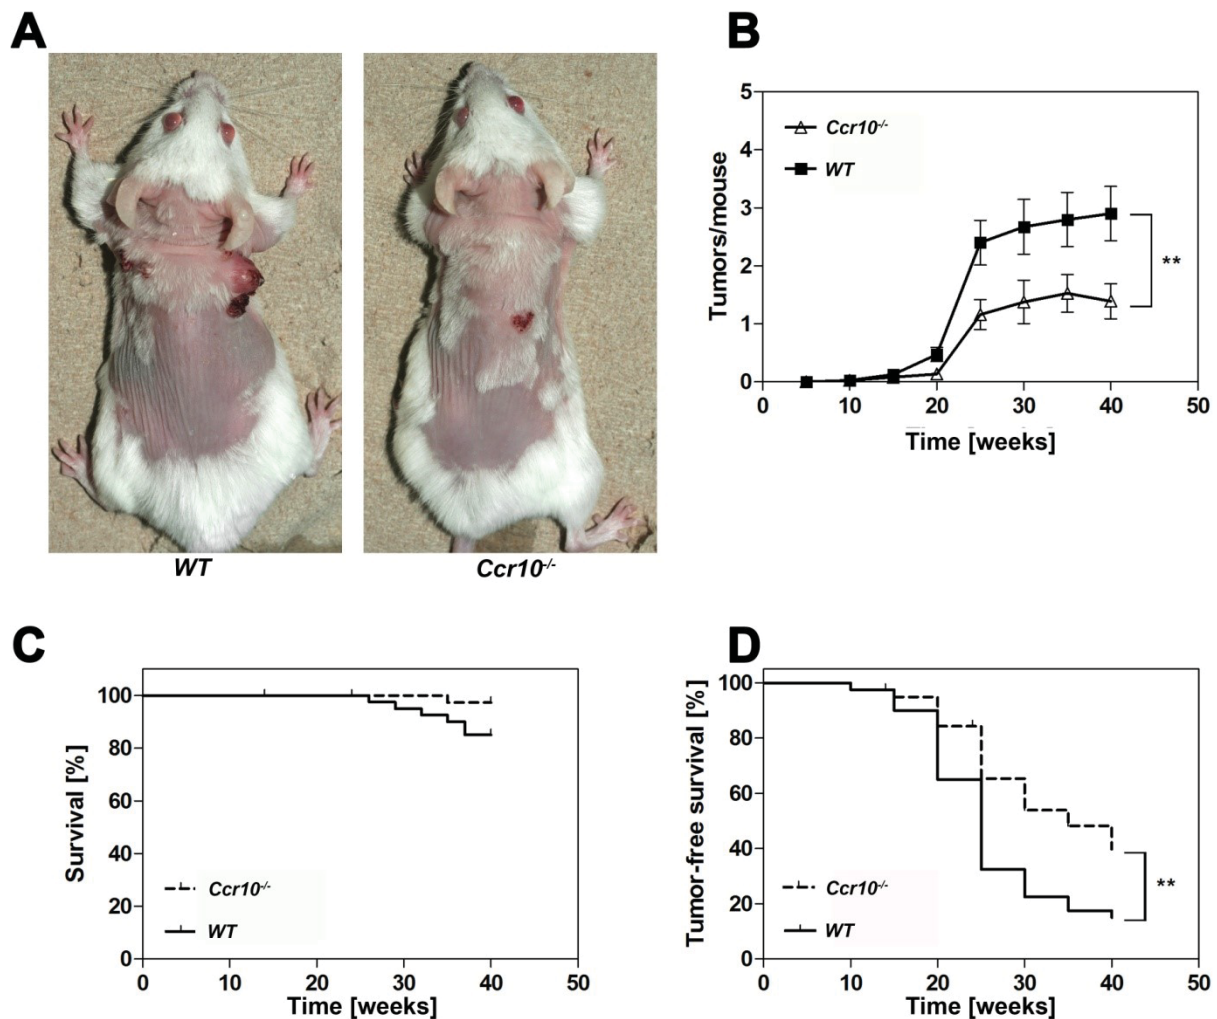 A
WT
Ccr10-/-
B
Tumors/mouse
5
4
3
2
1
0
Ccr10-/-
WT
**
0 10 20 30 40 50
Time [weeks]
C
Survival [%]
100
80
60
40
20
0
Ccr10-/-
WT
0 10 20 30 40 50
Time [weeks]
D
Tumor-free survival [%]
100
80
60
40
20
0
Ccr10-/-
WT
**
0 10 20 30 40 50
Time [weeks]